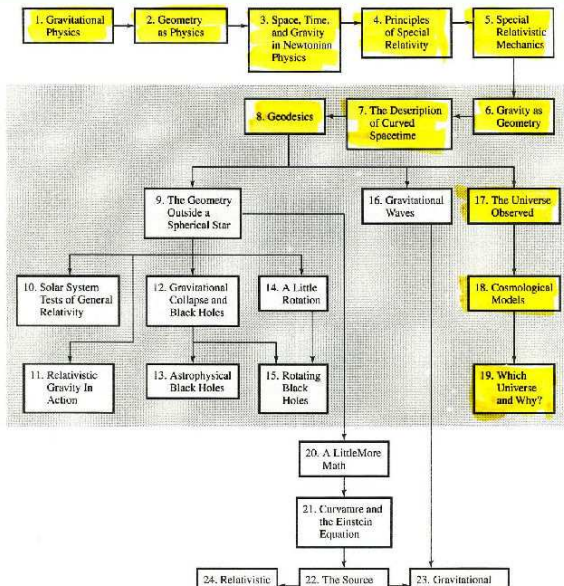 1. Gravitational
Physics
2. Geometry
as Physics
3. Space, Time,
and Gravity
in Newtonian
Physics
4. Principles
of Special
Relativity
5. Special
Relativistic
Mechanics
8. Geodesics
7. The Description
of Curved
Spacetime
6. Gravity as
Geometry
9. The Geometry
Outside a
Spherical Star
16. Gravitational
Waves
17. The Universe
Observed
10. Solar System
Tests of General
Relativity
12. Gravitational
Collapse and
Black Holes
14. A Little
Rotation
18. Cosmological
Models
11. Relativistic
Gravity In
Action
13. Astrophysical
Black Holes
15. Rotating
Black
Holes
19. Which
Universe
and Why?
20. A LittleMore
Math
21. Curvature and
the Einstein
Equation
24. Relativistic
22. The Source
23. Gravitational